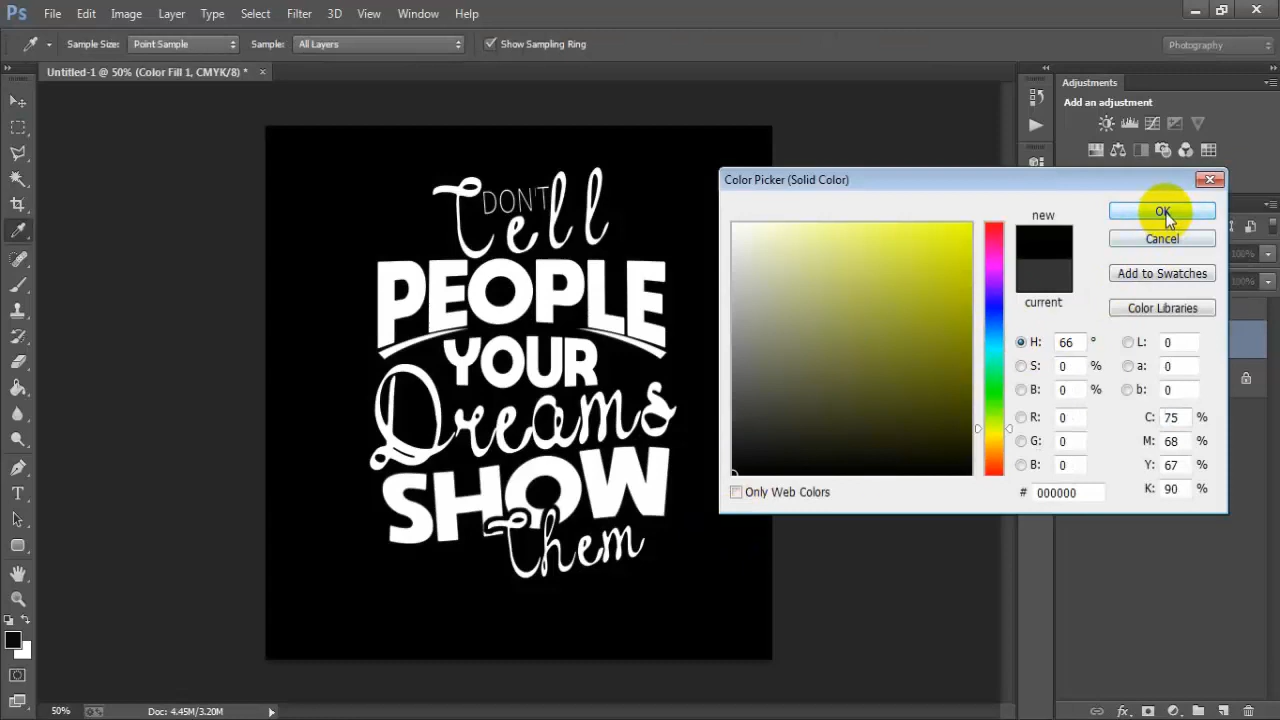 Ps File Edit Image Layer Type Select Filter 3D View Window Help
Sample Size: Point Sample Sample: All Layers Show Sampling Ring Photography
Untitled-1 @ 50% (Color Fill 1, CMYK/8) * ×
Adjustments
Add an adjustment
DON'T
Tell
PEOPLE
YOUR
Dreams
SHOW
Them
Color Picker (Solid Color)
new
current
OK
Cancel
Add to Swatches
Color Libraries
H: 66 ° L: 0
S: 0 % a: 0
B: 0 % b: 0
R: 0 C: 75 %
G: 0 M: 68 %
B: 0 Y: 67 %
# 000000 K: 90 %
Only Web Colors
100%
100%
T
50% Doc: 4.45M/3.20M
fx